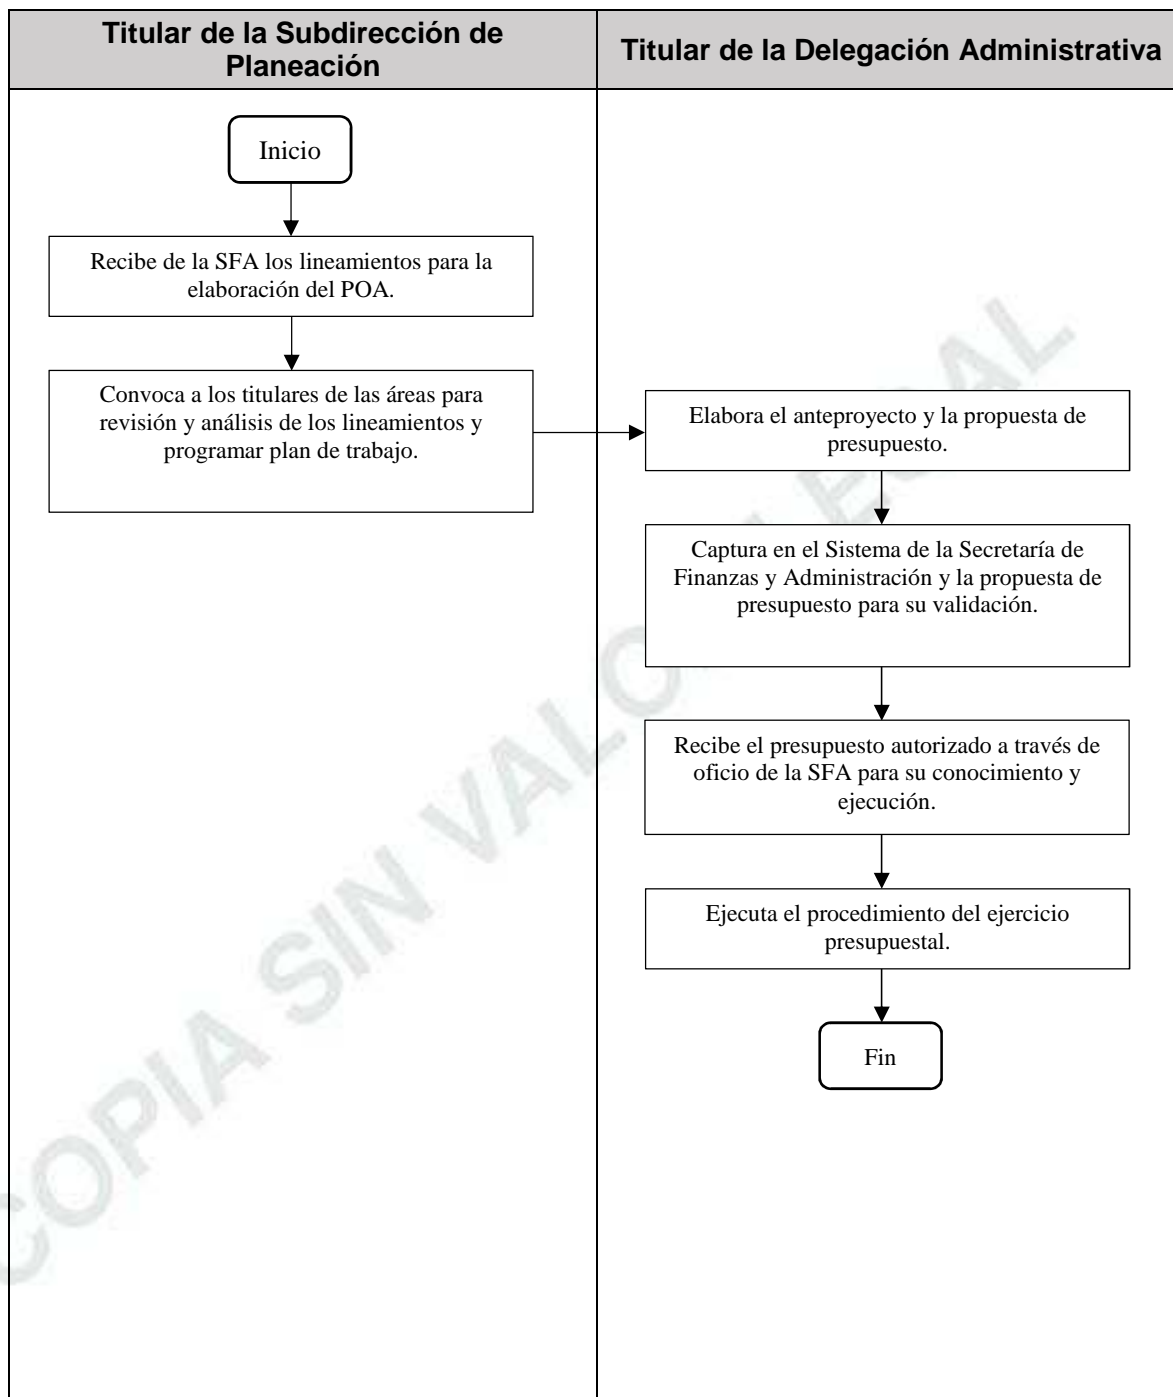 Titular de la Subdirección de
Planeación
Titular de la Delegación Administrativa
Inicio
Recibe de la SFA los lineamientos para la
elaboración del POA.
Convoca a los titulares de las áreas para
revisión y análisis de los lineamientos y
programar plan de trabajo.
Elabora el anteproyecto y la propuesta de
presupuesto.
Captura en el Sistema de la Secretaría de
Finanzas y Administración y la propuesta de
presupuesto para su validación.
Recibe el presupuesto autorizado a través de
oficio de la SFA para su conocimiento y
ejecución.
Ejecuta el procedimiento del ejercicio
presupuestal.
Fin
COPIA SIN VALOR LEGAL